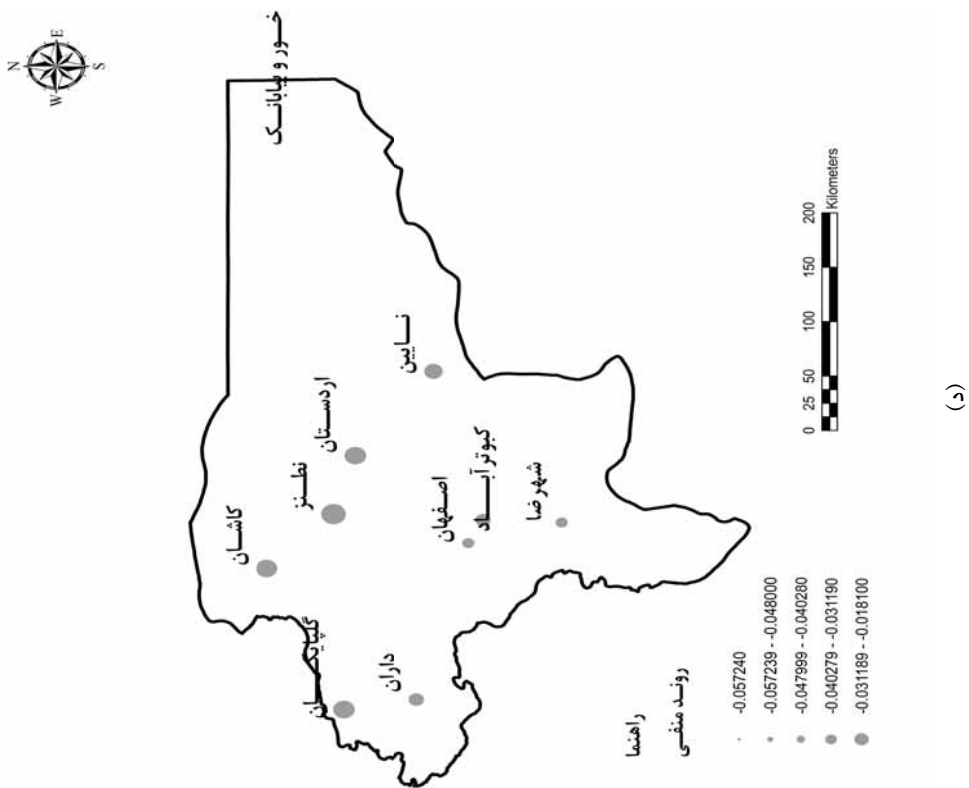 N
E
S
W
خور و بیابانک
نایین
اردستان
نطنز
کاشان
اصفهان
کبوترآباد
شهرضا
گلپایگان
داران
راهنما
روند منفی
-0.057240
-0.057239 - -0.048000
-0.047999 - -0.040280
-0.040279 - -0.031190
-0.031189 - -0.018100
0 25 50 100 150 200
Kilometers
(د)